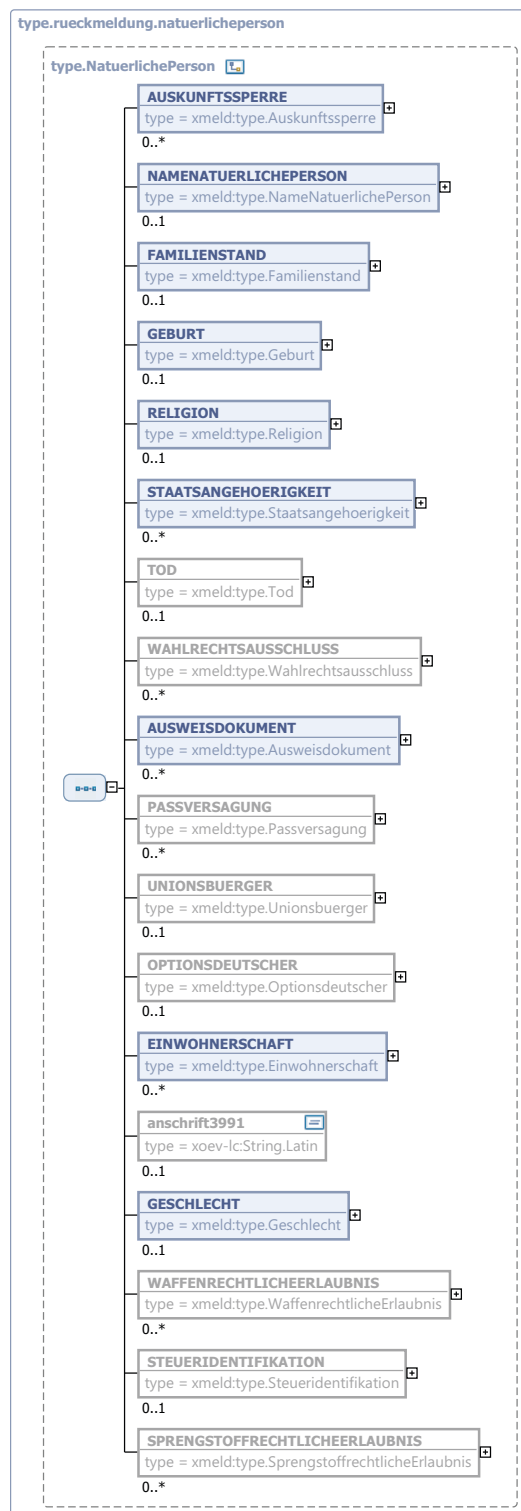 type.rueckmeldung.natuerlicheperson
type.NatuerlichePerson
AUSKUNFTSSPERRE
type = xmeld:type.Auskunftssperre
0..*
NAMENATUERLICHEPERSON
type = xmeld:type.NameNatuerlichePerson
0..1
FAMILIENSTAND
type = xmeld:type.Familienstand
0..1
GEBURT
type = xmeld:type.Geburt
0..1
RELIGION
type = xmeld:type.Religion
0..1
STAATSANGEHOERIGKEIT
type = xmeld:type.Staatsangehoerigkeit
0..*
TOD
type = xmeld:type.Tod
0..1
WAHLRECHTSAUSSCHLUSS
type = xmeld:type.Wahlrechtsausschluss
0..*
AUSWEISDOKUMENT
type = xmeld:type.Ausweisdokument
0..*
PASSVERSAGUNG
type = xmeld:type.Passversagung
0..*
UNIONSBUERGER
type = xmeld:type.Unionsbuerger
0..1
OPTIONSDEUTSCHER
type = xmeld:type.Optionsdeutscher
0..1
EINWOHNERSCHAFT
type = xmeld:type.Einwohnerschaft
0..*
anschrift3991
type = xoev-lc:String.Latin
0..1
GESCHLECHT
type = xmeld:type.Geschlecht
0..1
WAFFENRECHTLICHEERLAUBNIS
type = xmeld:type.WaffenrechtlicheErlaubnis
0..*
STEUERIDENTIFIKATION
type = xmeld:type.Steueridentifikation
0..1
SPRENGSTOFFRECHTLICHEERLAUBNIS
type = xmeld:type.SprengstoffrechtlicheErlaubnis
0..*